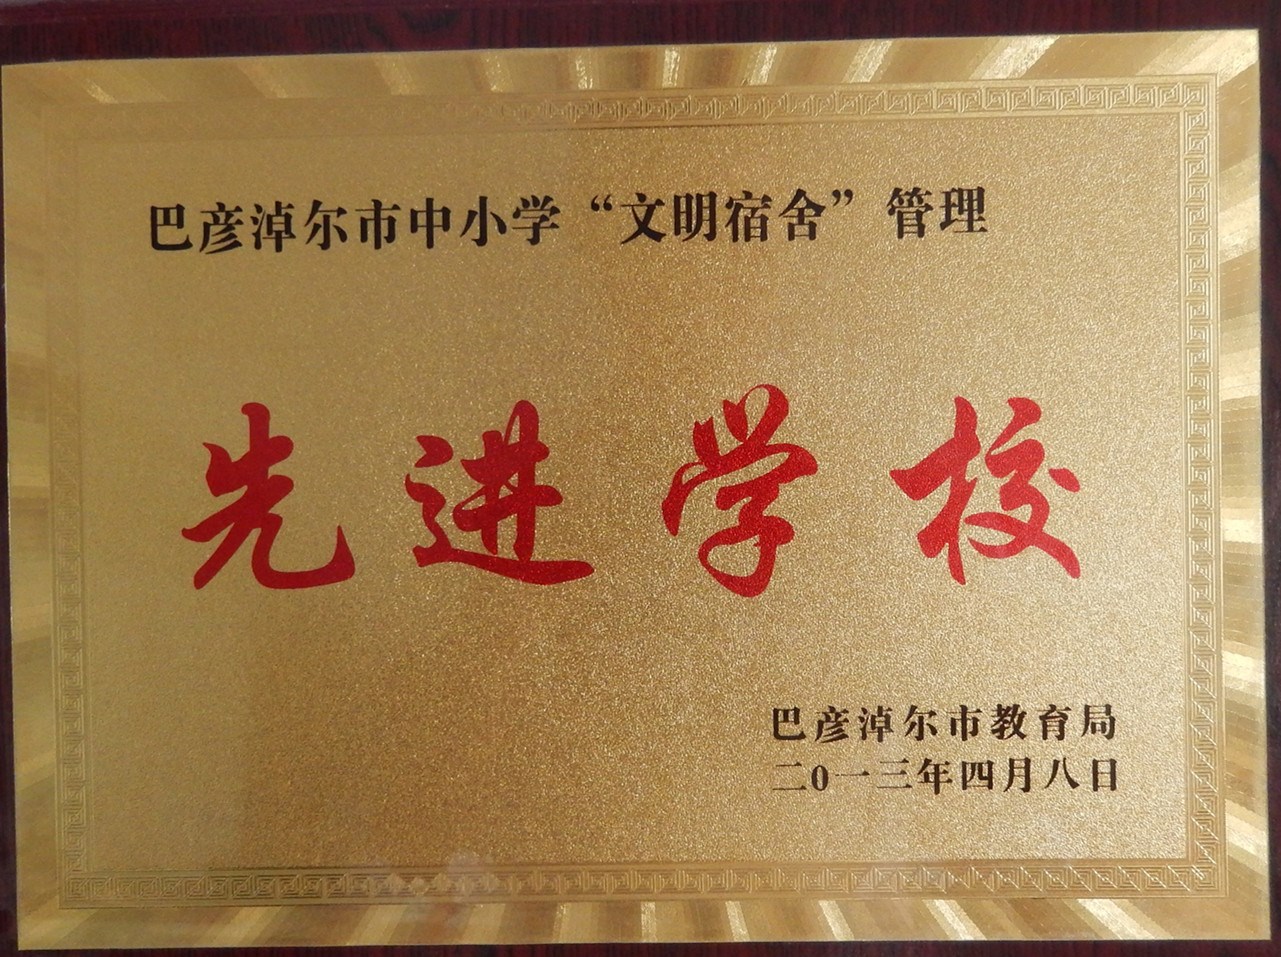 巴彦淖尔市中小学“文明宿舍”管理
先进学校
巴彦淖尔市教育局
二0一三年四月八日